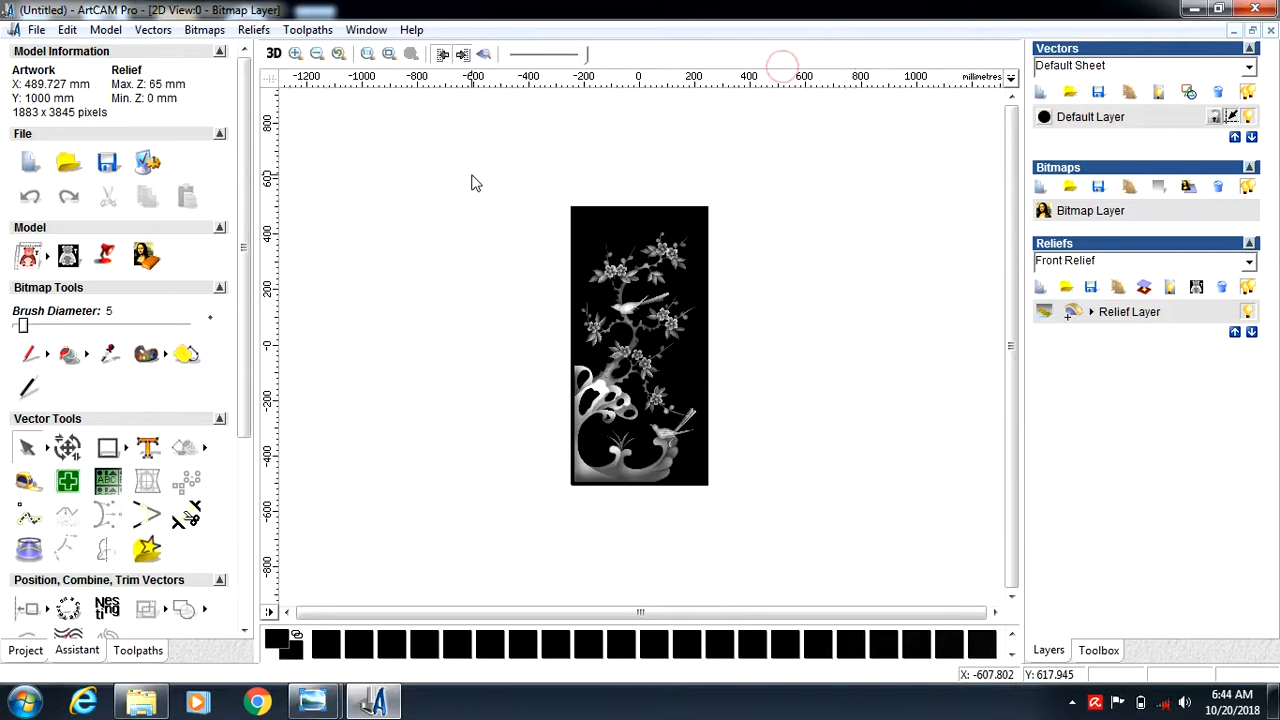 (Untitled) - ArtCAM Pro - [2D View:0 - Bitmap Layer]
File Edit Model Vectors Bitmaps Reliefs Toolpaths Window Help
Model Information
Artwork Relief
X: 489.727 mm Max. Z: 65 mm
Y: 1000 mm Min. Z: 0 mm
1883 x 3845 pixels
File
Model
Bitmap Tools
Brush Diameter: 5
Vector Tools
ABC
Position, Combine, Trim Vectors
Nes
ting
Project Assistant Toolpaths
3D
-1200 -1000 -800 -600 -400 -200 0 200 400 600 800 1000 millimetres
800
600
400
200
-0
-200
-400
-600
-800
Vectors
Default Sheet
Default Layer
Bitmaps
Bitmap Layer
Reliefs
Front Relief
Relief Layer
Layers Toolbox
X: -607.802 Y: 617.945
6:44 AM
10/20/2018